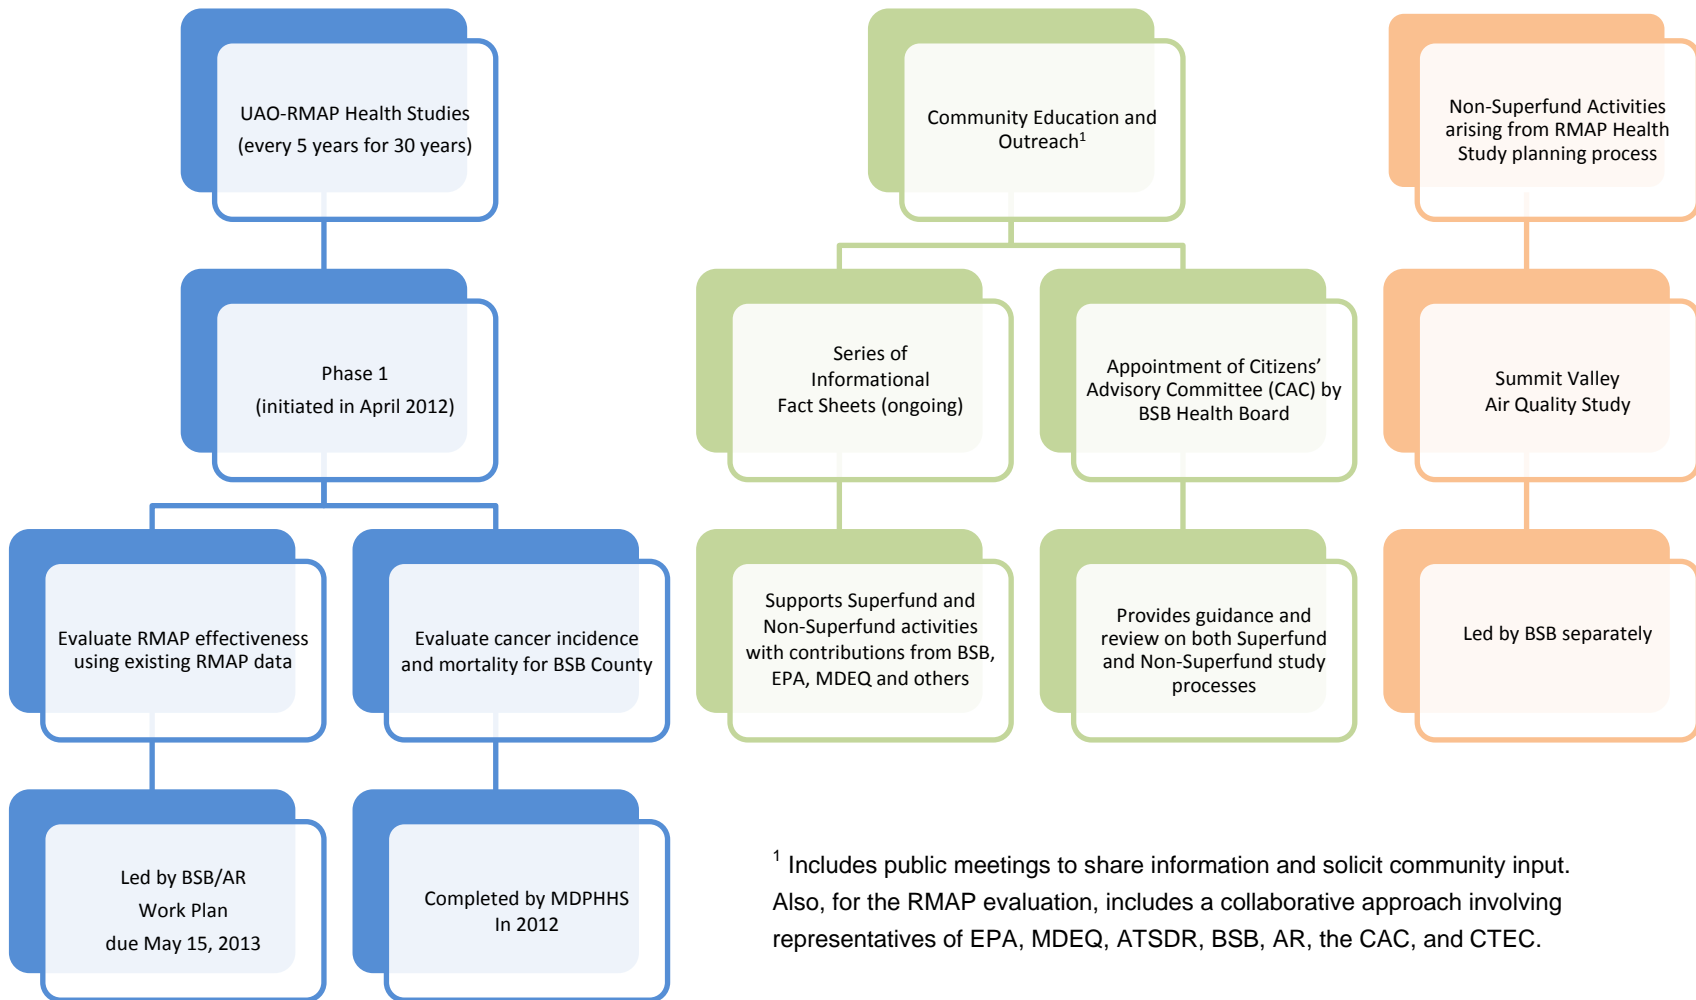 UAO-RMAP Health Studies
(every 5 years for 30 years)
Community Education and
Outreach1
Non-Superfund Activities
arising from RMAP Health
Study planning process
Phase 1
(initiated in April 2012)
Series of
Informational
Fact Sheets (ongoing)
Appointment of Citizens’
Advisory Committee (CAC) by
BSB Health Board
Summit Valley
Air Quality Study
Evaluate RMAP effectiveness
using existing RMAP data
Evaluate cancer incidence
and mortality for BSB County
Supports Superfund and
Non-Superfund activities
with contributions from BSB,
EPA, MDEQ and others
Provides guidance and
review on both Superfund
and Non-Superfund study
processes
Led by BSB separately
Led by BSB/AR
Work Plan
due May 15, 2013
Completed by MDPHHS
In 2012
1 Includes public meetings to share information and solicit community input.
Also, for the RMAP evaluation, includes a collaborative approach involving
representatives of EPA, MDEQ, ATSDR, BSB, AR, the CAC, and CTEC.